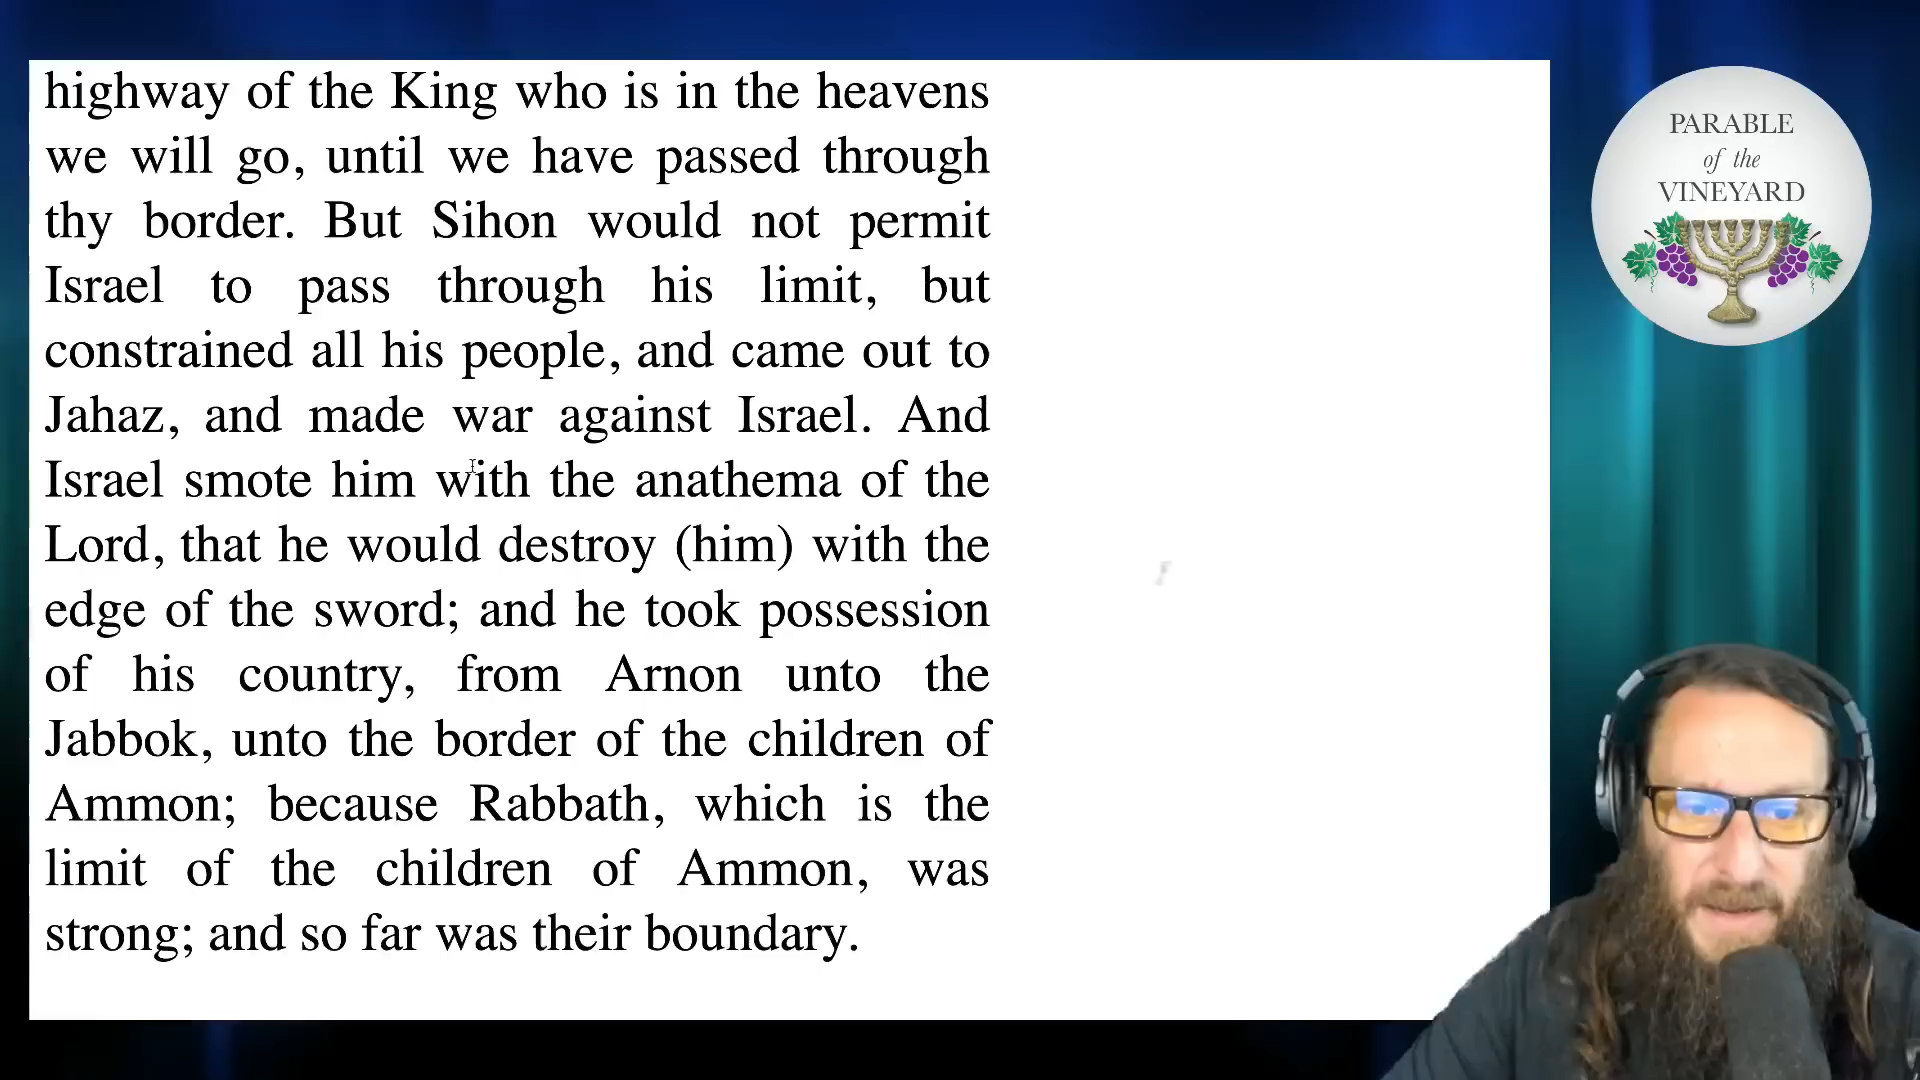 highway of the King who is in the heavens
we will go, until we have passed through
thy border. But Sihon would not permit
Israel to pass through his limit, but
constrained all his people, and came out to
Jahaz, and made war against Israel. And
Israel smote him with the anathema of the
Lord, that he would destroy (him) with the
edge of the sword; and he took possession
of his country, from Arnon unto the
Jabbok, unto the border of the children of
Ammon; because Rabbath, which is the
limit of the children of Ammon, was
strong; and so far was their boundary.
PARABLE
of the
VINEYARD